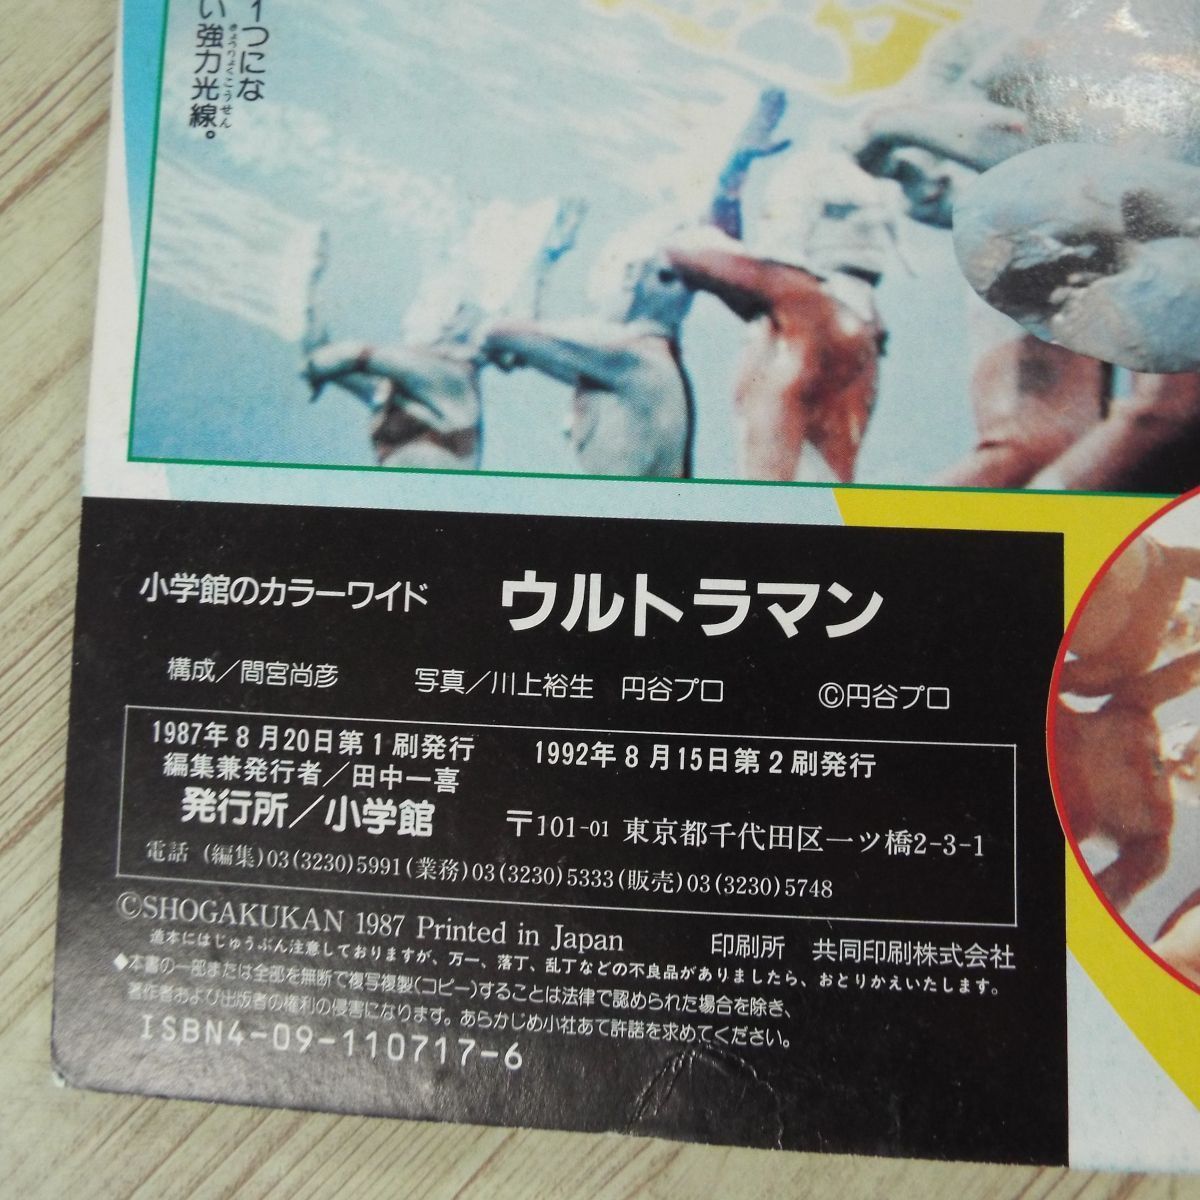 1つにな
い強力光線。
きょうりょくこうせん
小学館のカラーワイド ウルトラマン
構成／間宮尚彦 写真／川上裕生 円谷プロ ©円谷プロ
1987年8月20日第1刷発行 1992年8月15日第2刷発行
編集兼発行者／田中一喜
発行所／小学館 〒101-01 東京都千代田区一ツ橋2-3-1
電話 (編集)03(3230)5991(業務)03(3230)5333(販売)03(3230)5748
©SHOGAKUKAN 1987 Printed in Japan 印刷所 共同印刷株式会社
造本にはじゅうぶん注意しておりますが、万一、落丁、乱丁などの不良品がありましたら、おとりかえいたします。
◆本書の一部または全部を無断で複写複製(コピー)することは法律で認められた場合を除き、
著作者および出版者の権利の侵害になります。あらかじめ小社あて許諾を求めてください。
ISBN4-09-110717-6